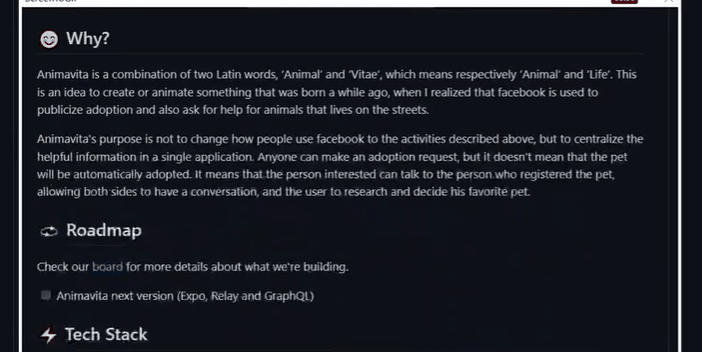 Why?
Animavita is a combination of two Latin words, 'Animal' and 'Vitae', which means respectively 'Animal' and 'Life'. This
is an idea to create or animate something that was born a while ago, when I realized that facebook is used to
publicize adoption and also ask for help for animals that lives on the streets.
Animavita's purpose is not to change how people use facebook to the activities described above, but to centralize the
helpful information in a single application. Anyone can make an adoption request, but it doesn't mean that the pet
will be automatically adopted. It means that the person interested can talk to the person who registered the pet,
allowing both sides to have a conversation, and the user to research and decide his favorite pet.
Roadmap
Check our board for more details about what we're building.
Animavita next version (Expo, Relay and GraphQL)
Tech Stack